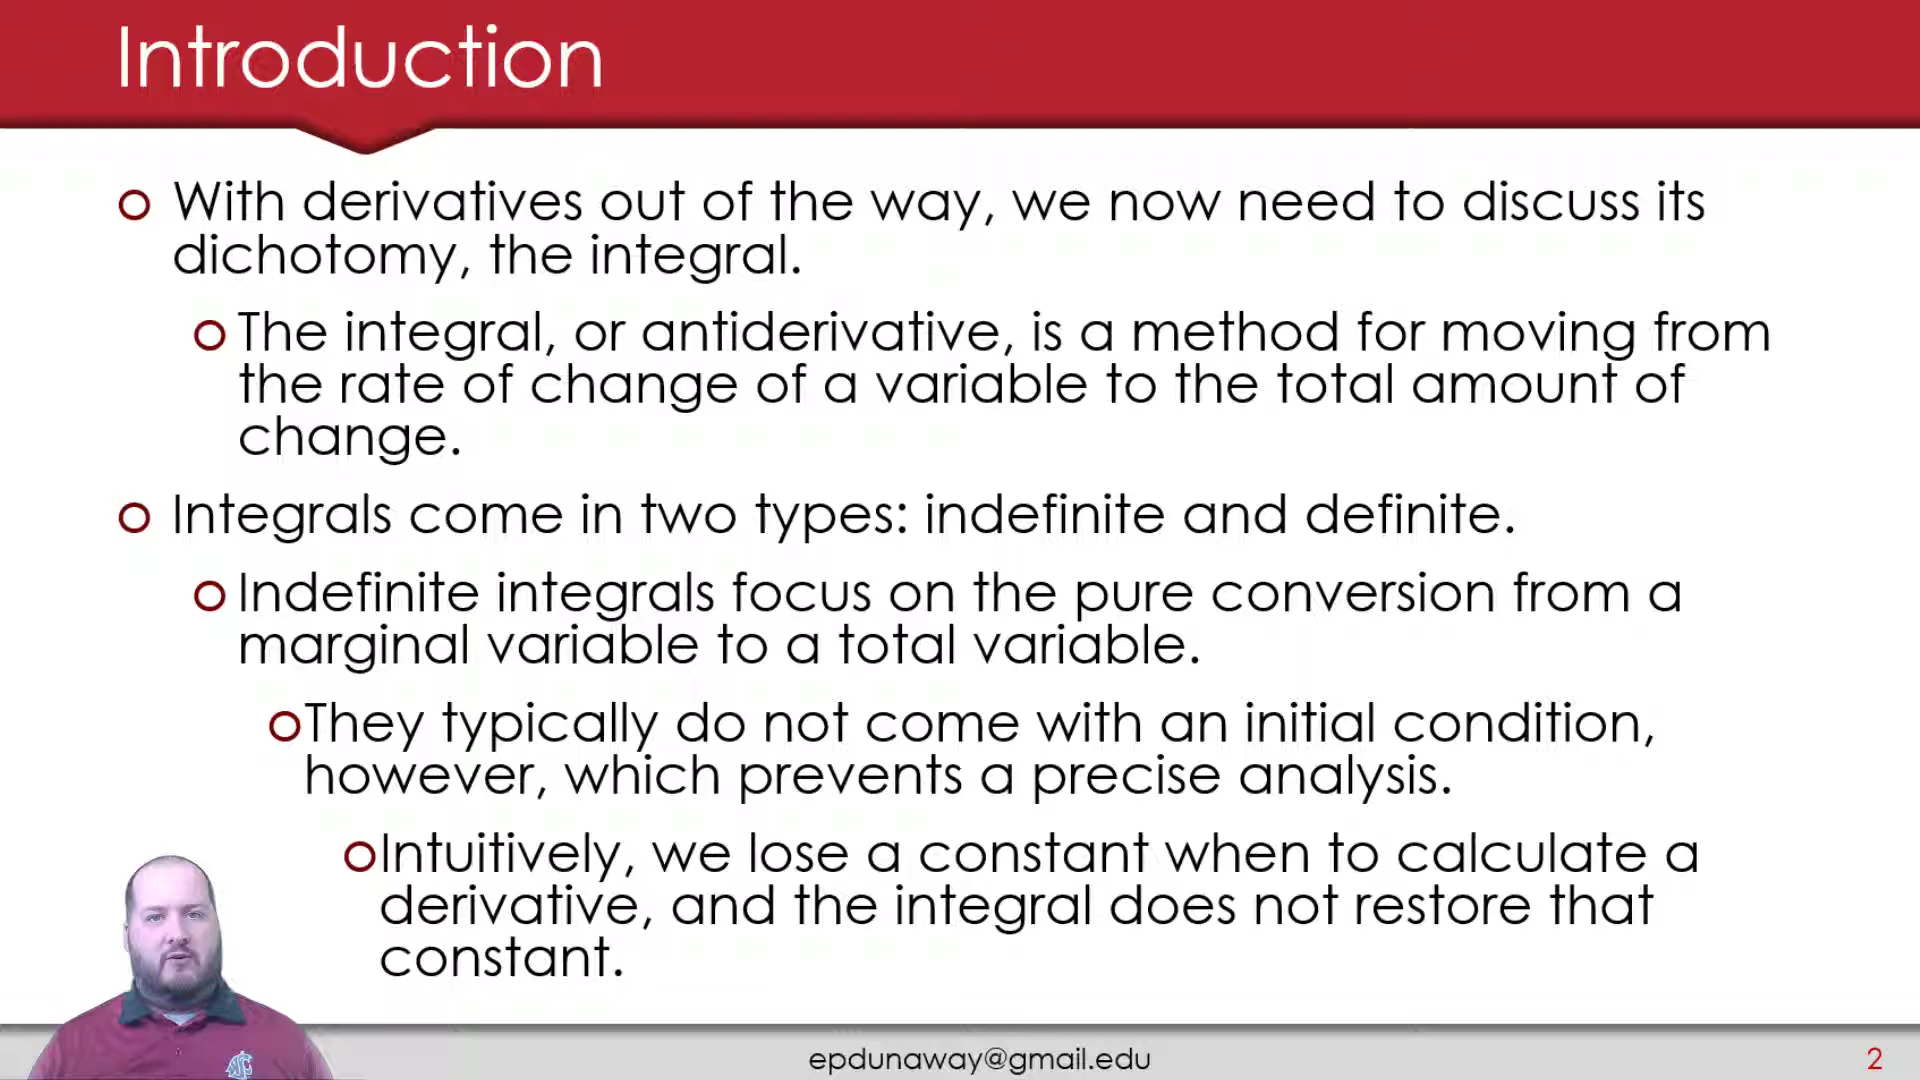 Introduction
With derivatives out of the way, we now need to discuss its
dichotomy, the integral.
The integral, or antiderivative, is a method for moving from
the rate of change of a variable to the total amount of
change.
Integrals come in two types: indefinite and definite.
Indefinite integrals focus on the pure conversion from a
marginal variable to a total variable.
They typically do not come with an initial condition,
however, which prevents a precise analysis.
Intuitively, we lose a constant when to calculate a
derivative, and the integral does not restore that
constant.
epdunaway@gmail.edu
2